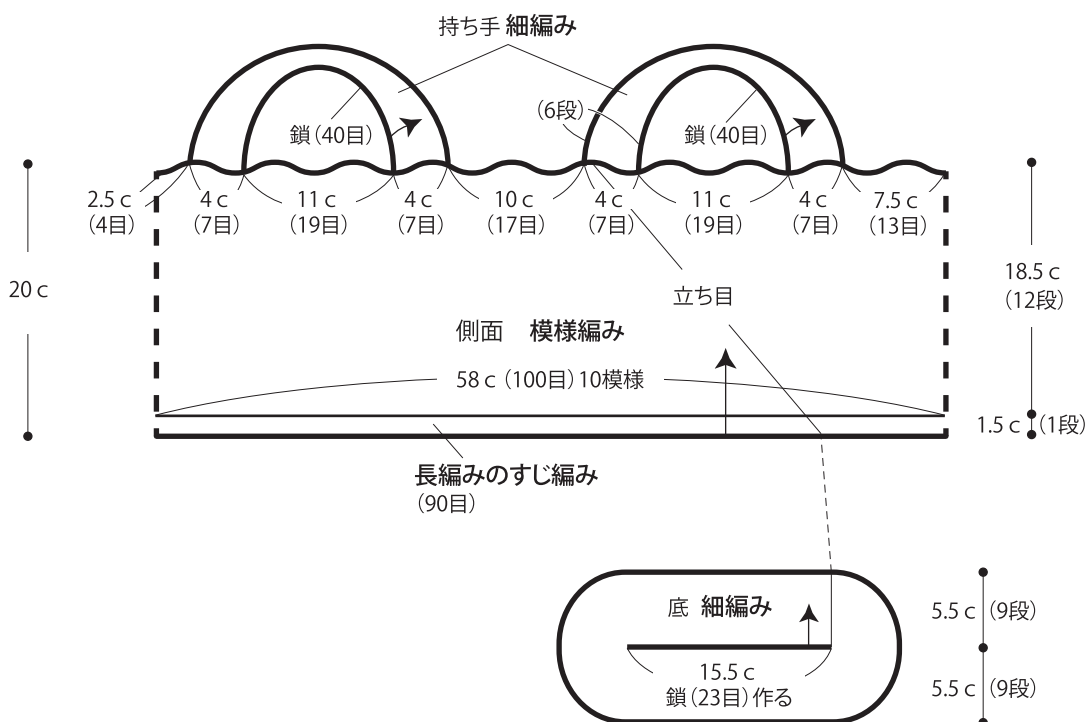 持ち手 細編み
鎖(40目)
(6段)
鎖(40目)
2.5 c
(4目)
4 c
(7目)
11 c
(19目)
4 c
(7目)
10 c
(17目)
4 c
(7目)
11 c
(19目)
4 c
(7目)
7.5 c
(13目)
20 c
立ち目
18.5 c
(12段)
側面 模様編み
58 c (100目) 10模様
1.5 c (1段)
長編みのすじ編み
(90目)
底 細編み
5.5 c (9段)
15.5 c
鎖(23目)作る
5.5 c (9段)